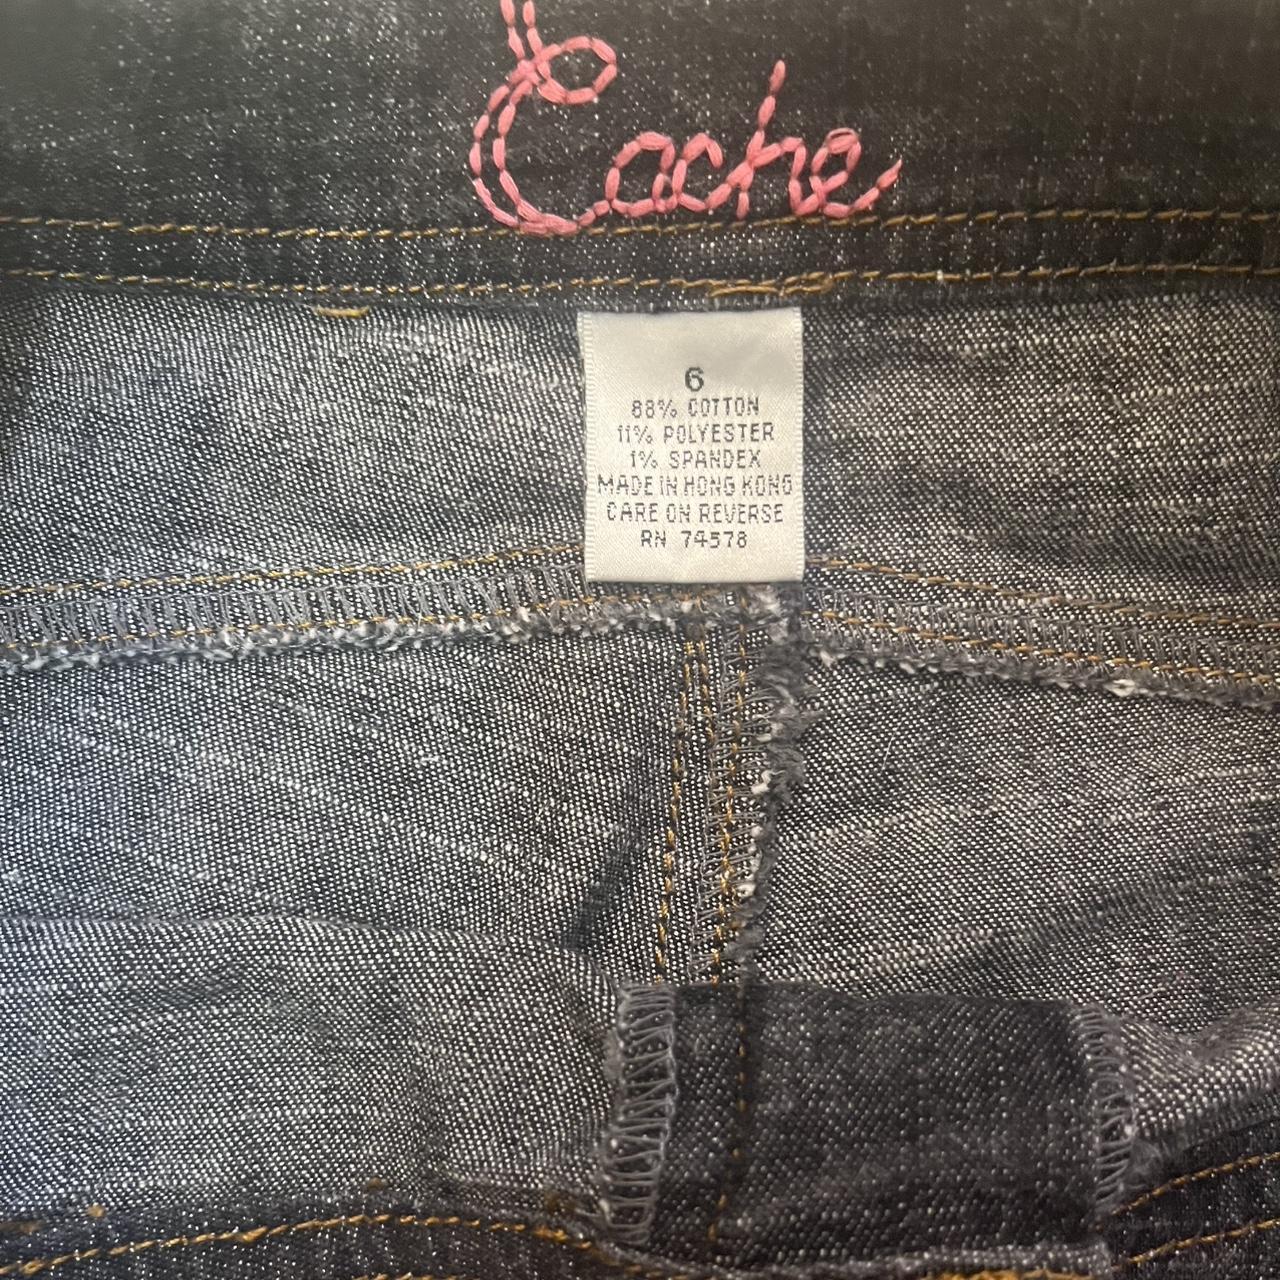 Cache
6
88% COTTON
11% POLYESTER
1% SPANDEX
MADE IN HONG KONG
CARE ON REVERSE
RN 74578